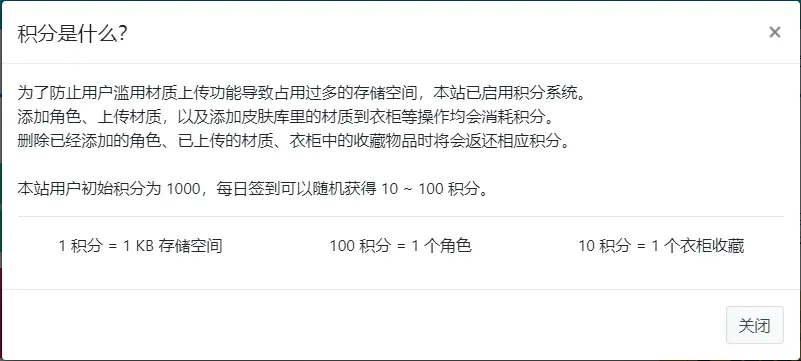 积分是什么?
×
为了防止用户滥用材质上传功能导致占用过多的存储空间，本站已启用积分系统。
添加角色、上传材质，以及添加皮肤库里的材质到衣柜等操作均会消耗积分。
删除已经添加的角色、已上传的材质、衣柜中的收藏物品时将会返还相应积分。
本站用户初始积分为 1000，每日签到可以随机获得 10 ~ 100 积分。
1 积分 = 1 KB 存储空间 100 积分 = 1 个角色 10 积分 = 1 个衣柜收藏
关闭